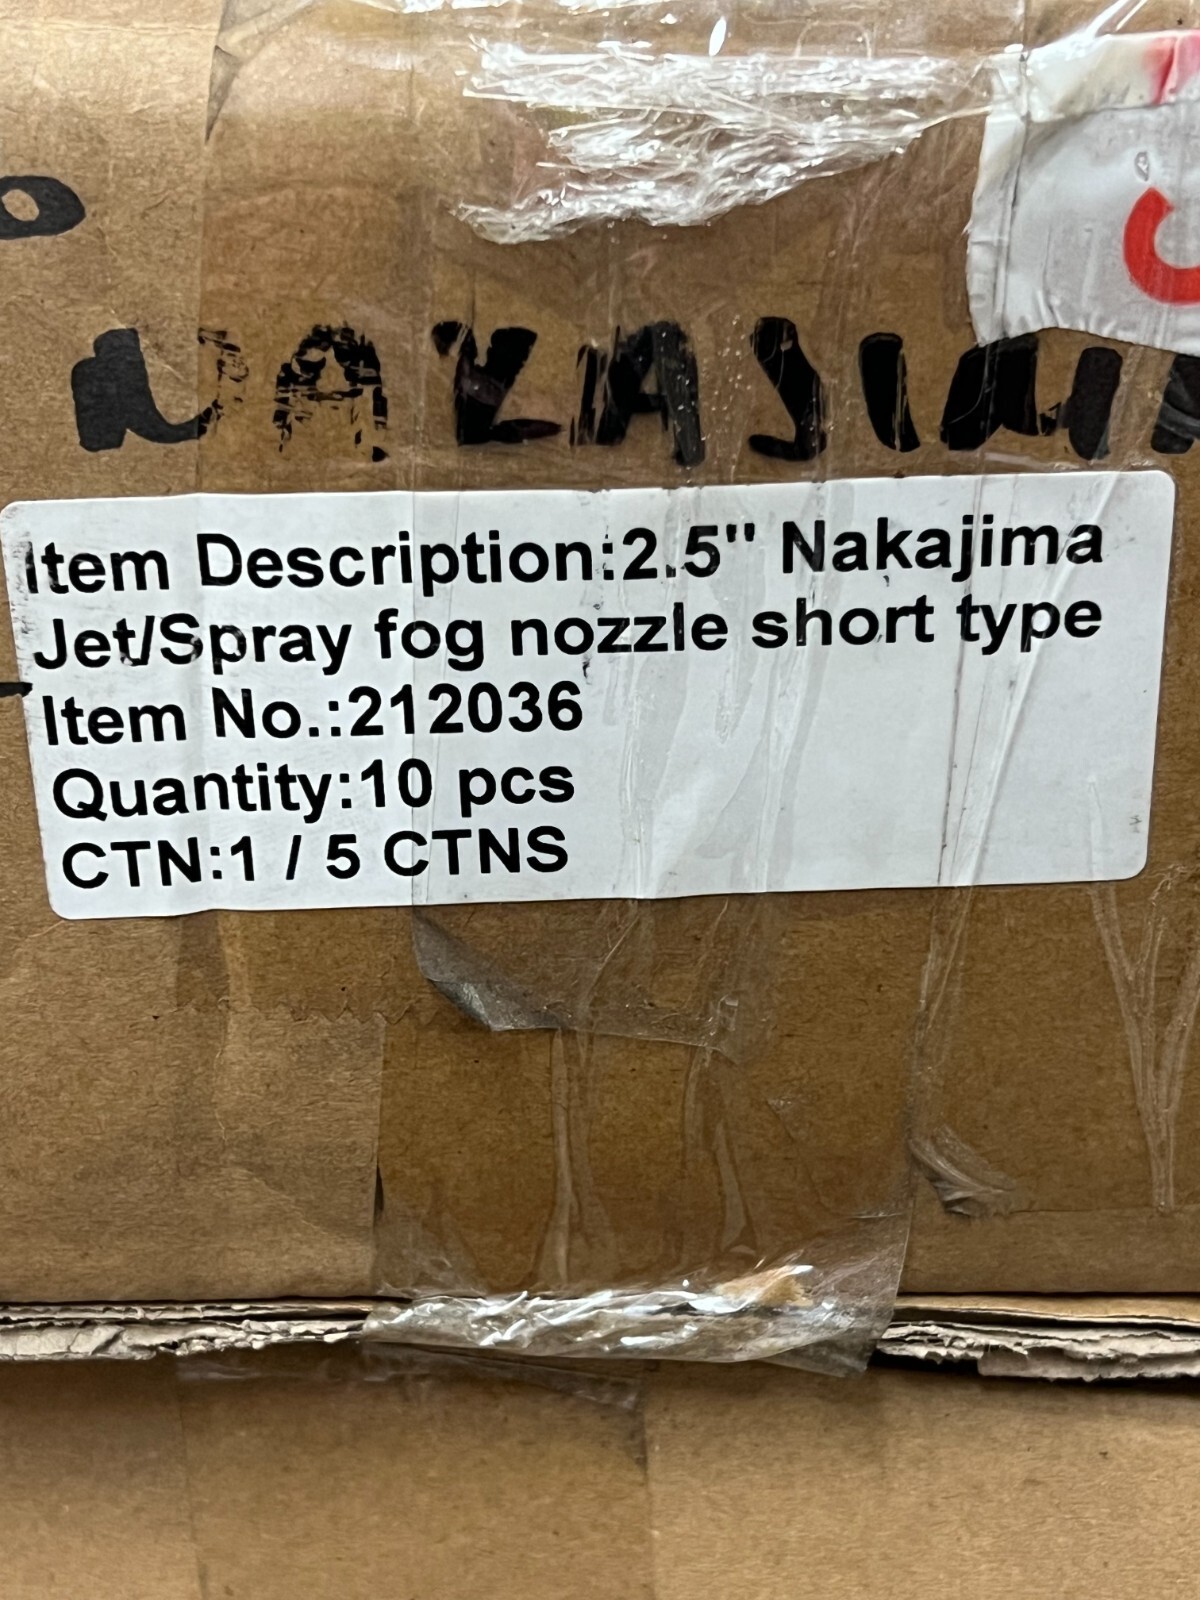 NAKAJIMA
Item Description:2.5" Nakajima
Jet/Spray fog nozzle short type
Item No.:212036
Quantity:10 pcs
CTN:1 / 5 CTNS